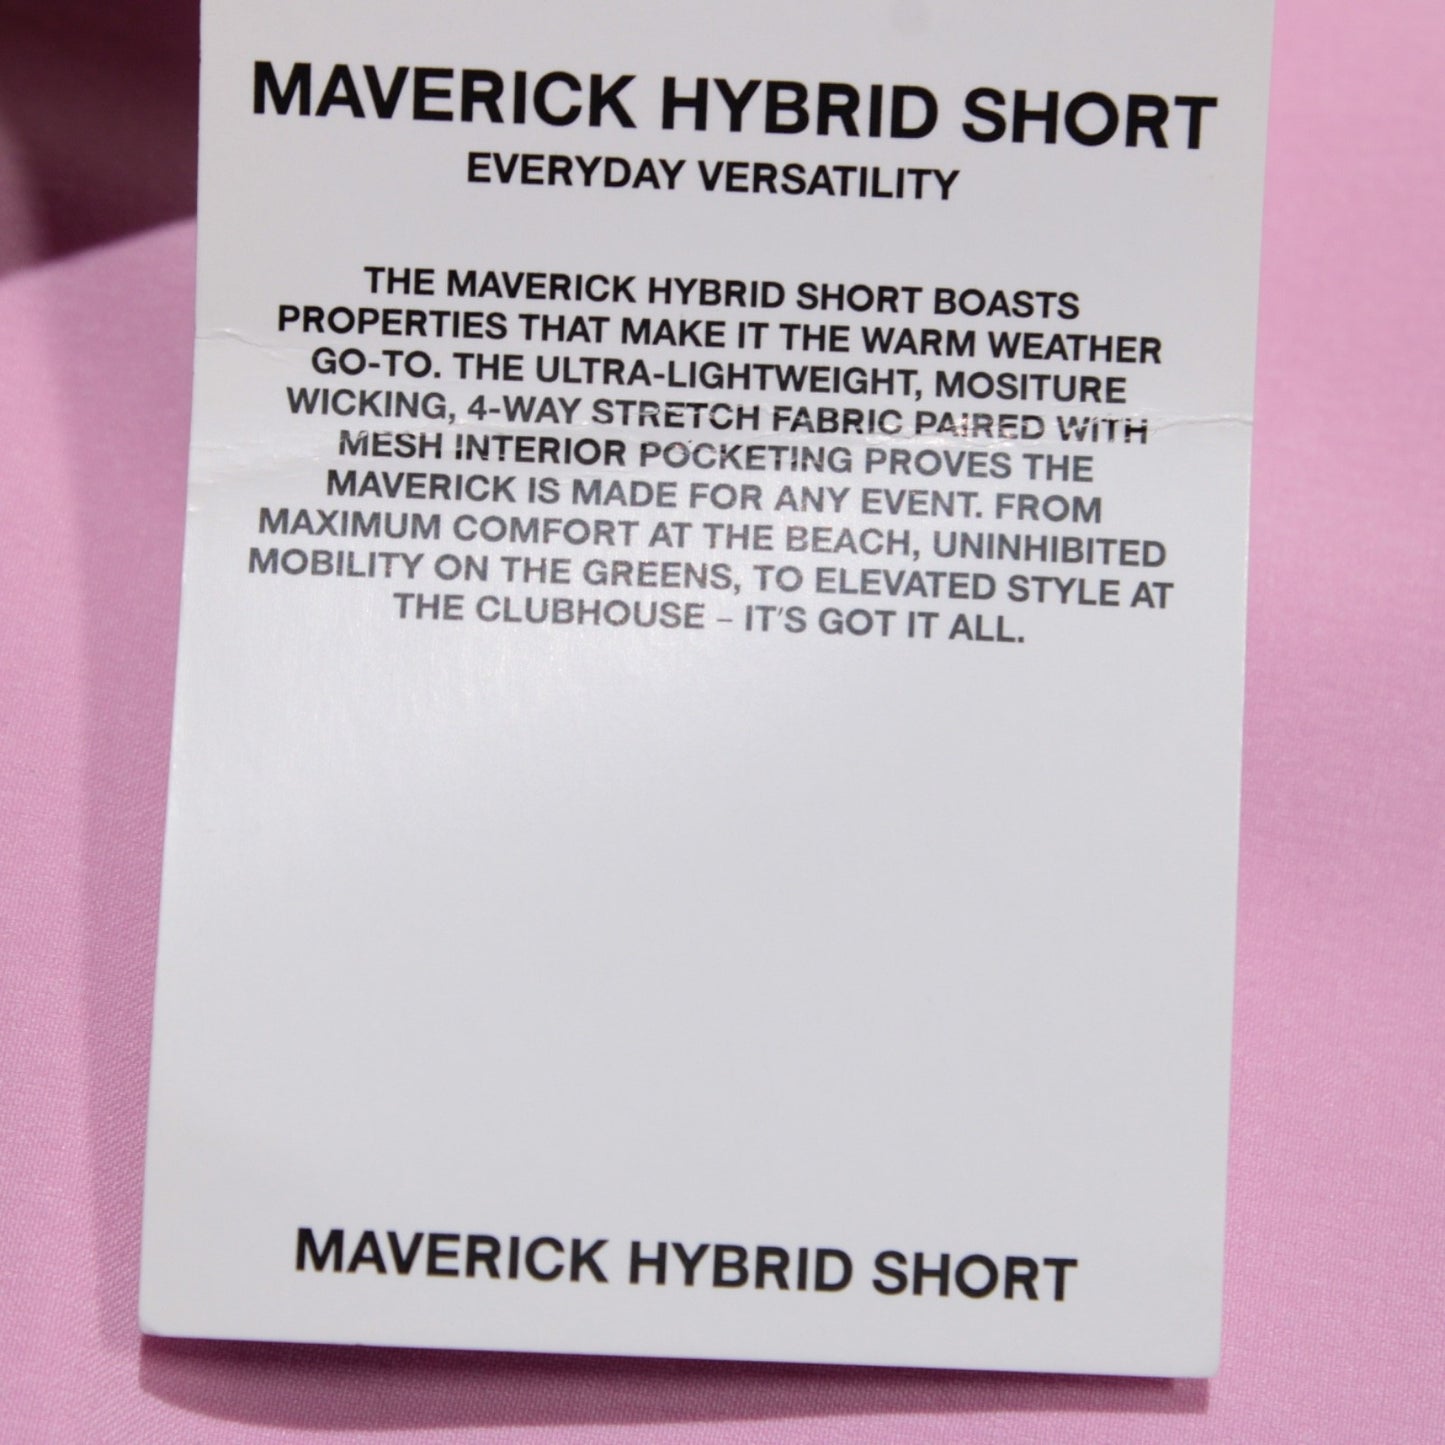 MAVERICK HYBRID SHORT
EVERYDAY VERSATILITY
THE MAVERICK HYBRID SHORT BOASTS
PROPERTIES THAT MAKE IT THE WARM WEATHER
GO-TO. THE ULTRA-LIGHTWEIGHT, MOSITURE
WICKING, 4-WAY STRETCH FABRIC PAIRED WITH
MESH INTERIOR POCKETING PROVES THE
MAVERICK IS MADE FOR ANY EVENT. FROM
MAXIMUM COMFORT AT THE BEACH, UNINHIBITED
MOBILITY ON THE GREENS, TO ELEVATED STYLE AT
THE CLUBHOUSE – IT'S GOT IT ALL.
MAVERICK HYBRID SHORT